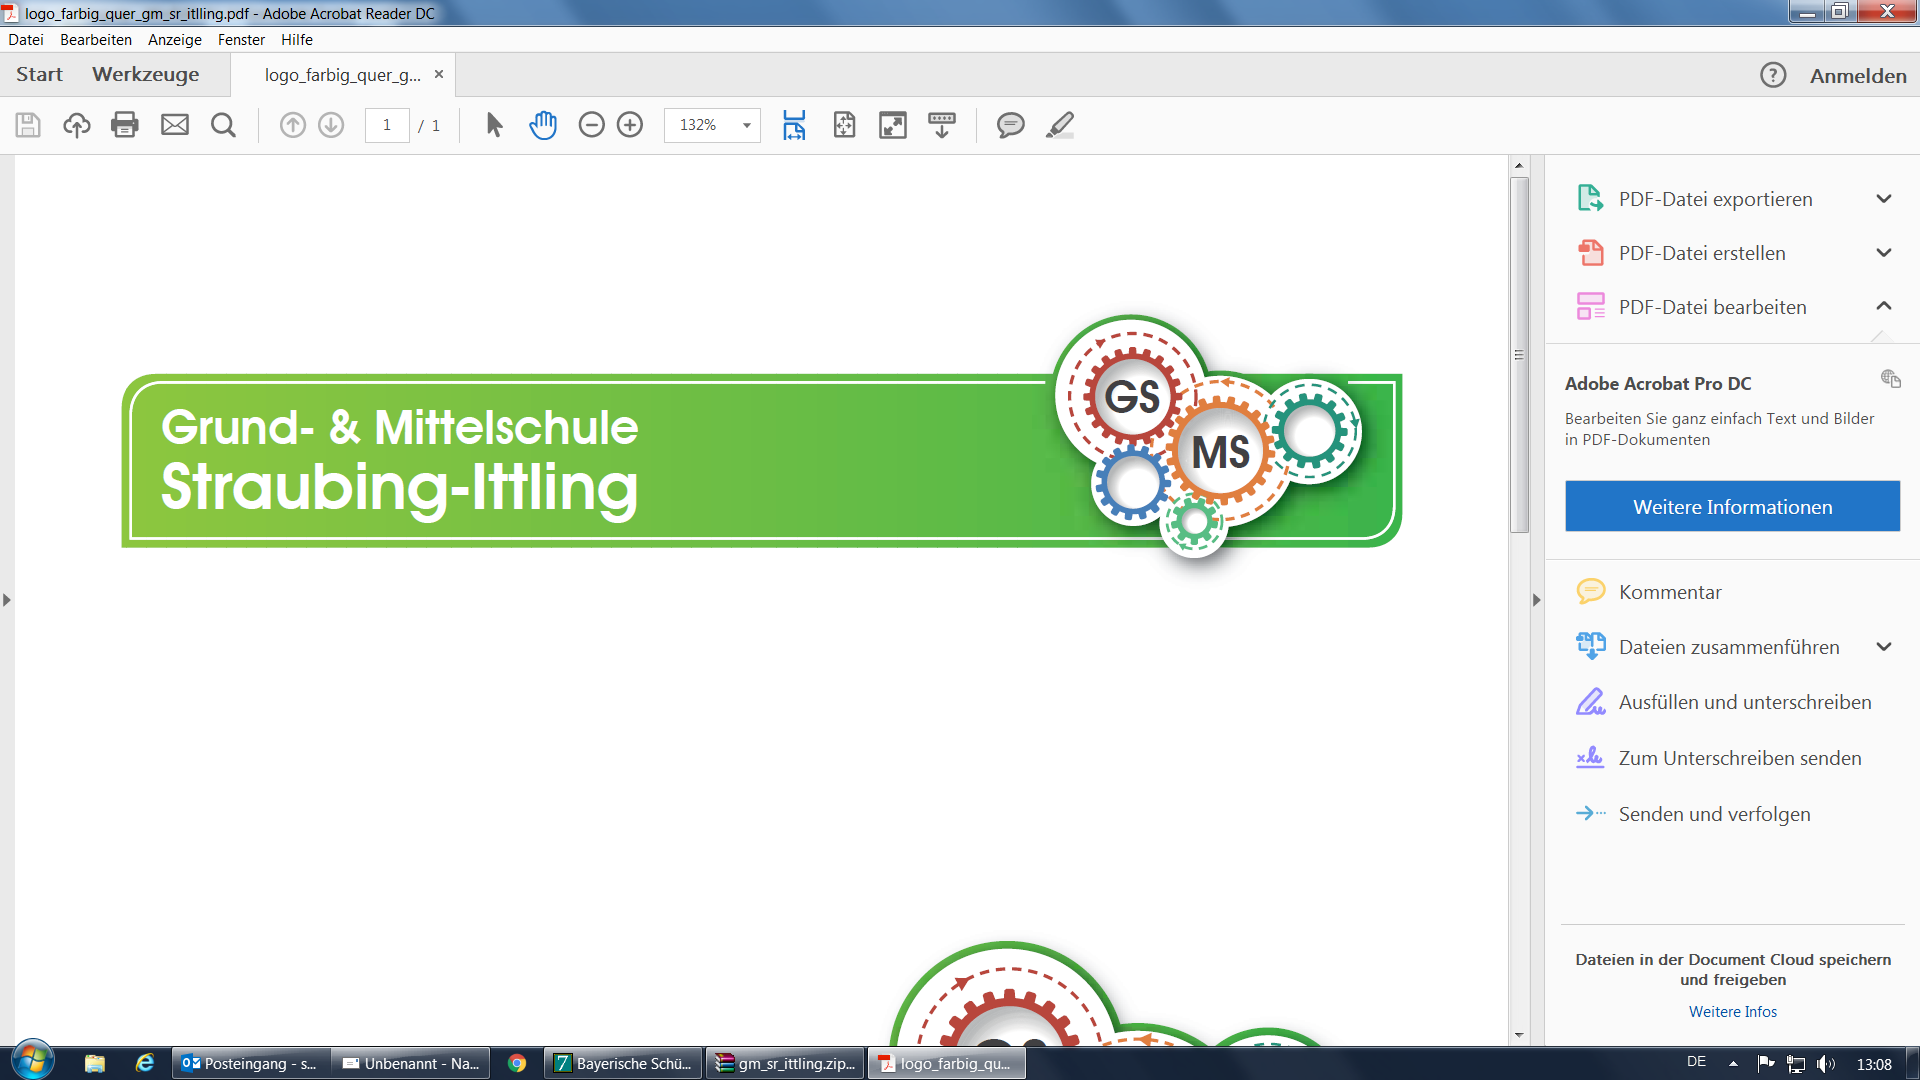 logo_farbig_quer_gm_sr_itlling.pdf - Adobe Acrobat Reader DC
Datei Bearbeiten Anzeige Fenster Hilfe
Start Werkzeuge logo_farbig_quer_g... × ? Anmelden
1 / 1 132%
PDF-Datei exportieren
PDF-Datei erstellen
PDF-Datei bearbeiten
Adobe Acrobat Pro DC
Bearbeiten Sie ganz einfach Text und Bilder
in PDF-Dokumenten
Weitere Informationen
Kommentar
Dateien zusammenführen
Ausfüllen und unterschreiben
Zum Unterschreiben senden
Senden und verfolgen
Dateien in der Document Cloud speichern
und freigeben
Weitere Infos
Grund- & Mittelschule
Straubing-Ittling
GS
MS
Posteingang - s... Unbenannt - Na... 7 Bayerische Schü... gm_sr_ittling.zip... logo_farbig_qu... DE 13:08